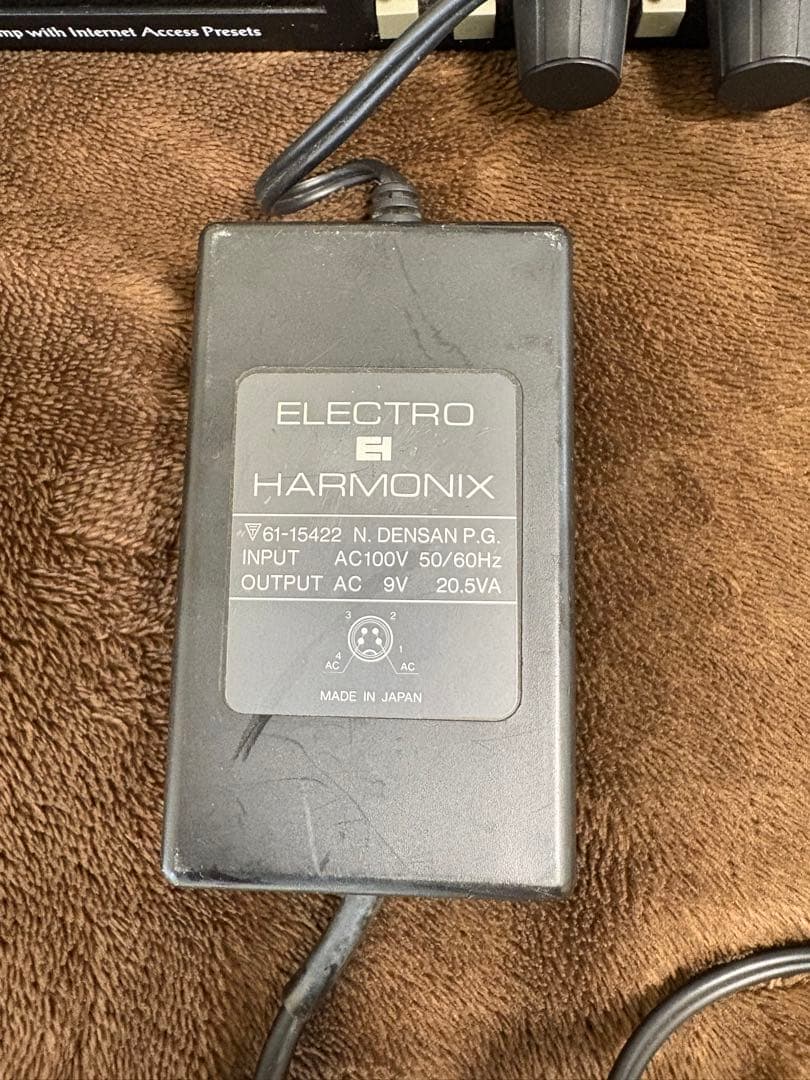 mp with Internet Access Presets
ELECTRO
EH
HARMONIX
61-15422 N. DENSAN P.G.
INPUT AC100V 50/60Hz
OUTPUT AC 9V 20.5VA
3 2
4 1
AC AC
MADE IN JAPAN